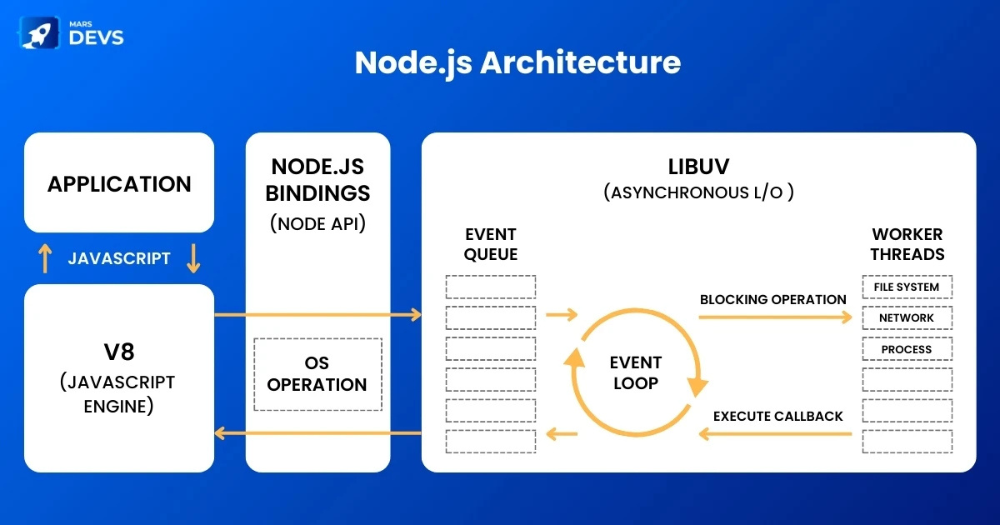 MARS
DEVS
Node.js Architecture
APPLICATION
JAVASCRIPT
V8
(JAVASCRIPT
ENGINE)
NODE.JS
BINDINGS
(NODE API)
OS
OPERATION
LIBUV
(ASYNCHRONOUS L/O )
EVENT
QUEUE
EVENT
LOOP
BLOCKING OPERATION
EXECUTE CALLBACK
WORKER
THREADS
FILE SYSTEM
NETWORK
PROCESS